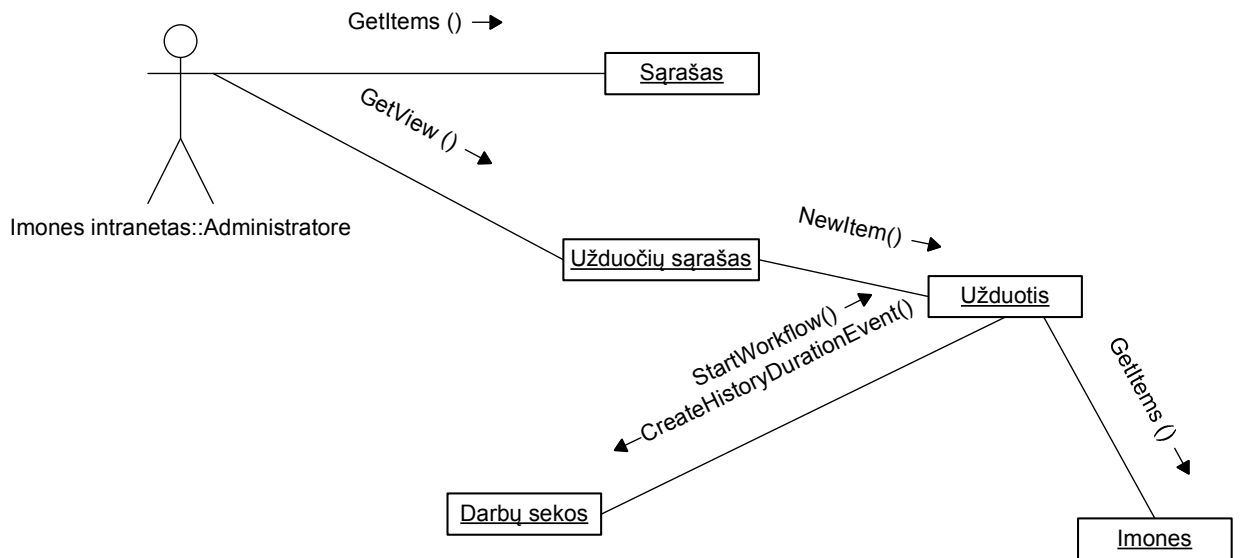 GetItems ()
Sąrašas
GetView ()
Imones intranetas::Administratore
NewItem()
Užduočių sąrašas
Užduotis
StartWorkflow()
CreateHistoryDurationEvent()
GetItems ()
Darbų sekos
Imones